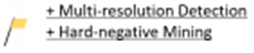 + Multi-resolution Detection
+ Hard-negative Mining